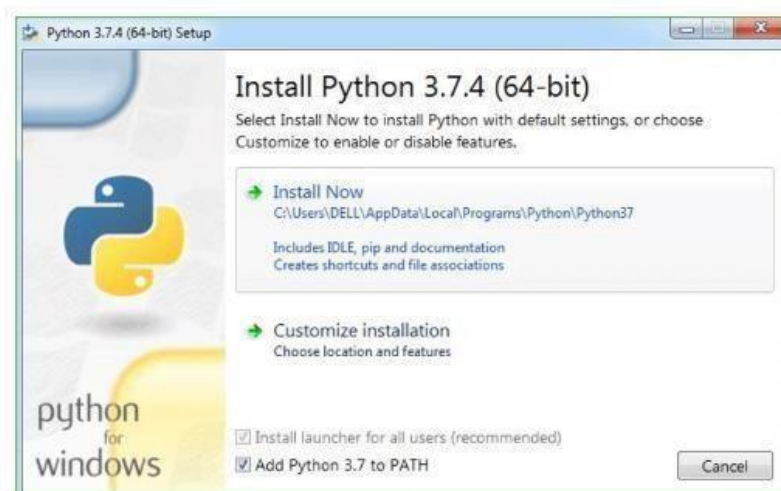 Python 3.7.4 (64-bit) Setup
Install Python 3.7.4 (64-bit)
Select Install Now to install Python with default settings, or choose
Customize to enable or disable features.
Install Now
C:\Users\DELL\AppData\Local\Programs\Python\Python37
Includes IDLE, pip and documentation
Creates shortcuts and file associations
Customize installation
Choose location and features
python
for
windows
Install launcher for all users (recommended)
Add Python 3.7 to PATH
Cancel